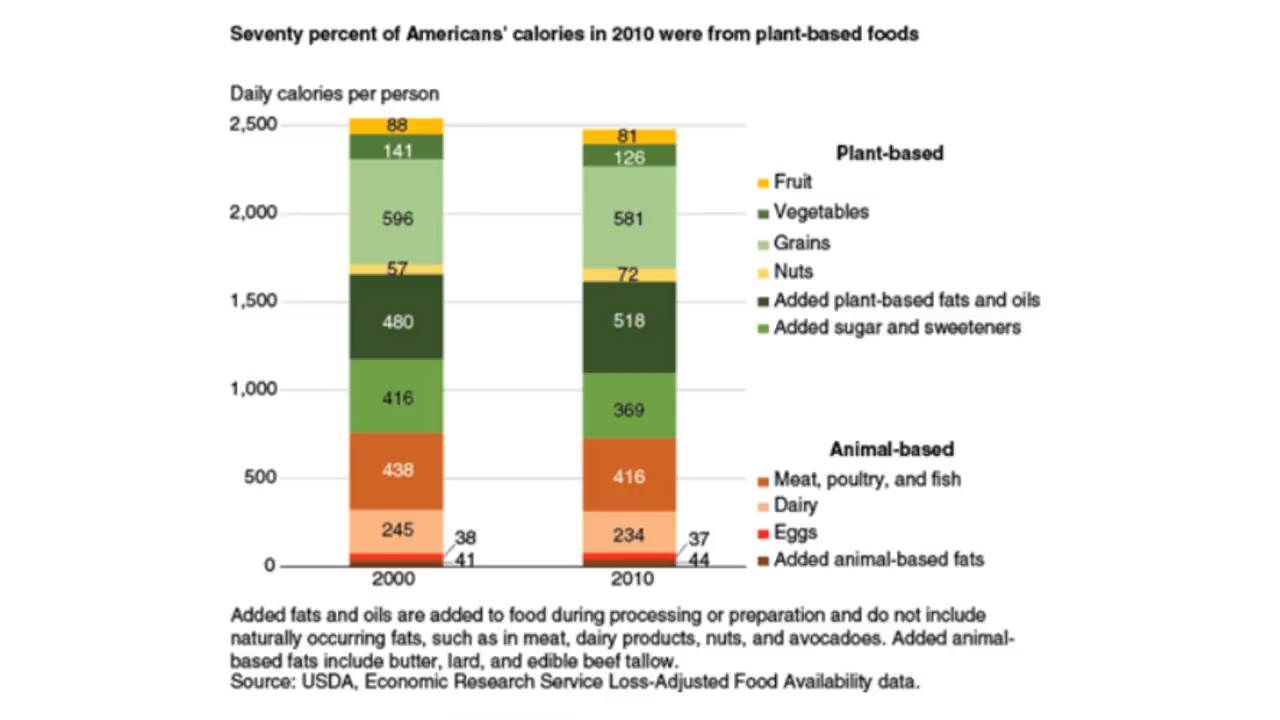 Seventy percent of Americans' calories in 2010 were from plant-based foods
Daily calories per person
2,500
2,000
1,500
1,000
500
0
88
141
596
57
480
416
438
245
38
41
2000
81
126
581
72
518
369
416
234
37
44
2010
Plant-based
Fruit
Vegetables
Grains
Nuts
Added plant-based fats and oils
Added sugar and sweeteners
Animal-based
Meat, poultry, and fish
Dairy
Eggs
Added animal-based fats
Added fats and oils are added to food during processing or preparation and do not include
naturally occurring fats, such as in meat, dairy products, nuts, and avocadoes. Added animal-
based fats include butter, lard, and edible beef tallow.
Source: USDA, Economic Research Service Loss-Adjusted Food Availability data.